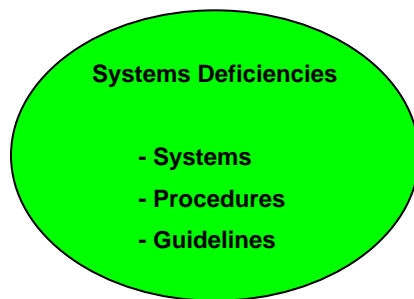 Systems Deficiencies
- Systems
- Procedures
- Guidelines